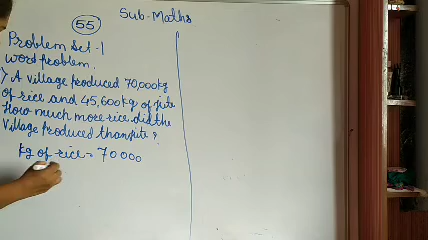 Sub-Maths
55
Problem Set-1
Word problem.
A village produced 70,000kg
of rice and 45,600kg of jute
How much more rice did the
Village produced than jute?
kg of rice = 70000